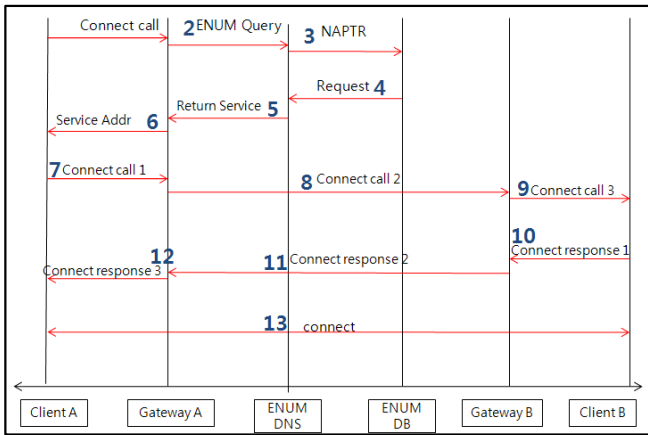 Connect call
2 ENUM Query
3 NAPTR
Request 4
Return Service 5
Service Addr 6
7 Connect call 1
8 Connect call 2
9 Connect call 3
10
Connect response 1
11 Connect response 2
12
Connect response 3
13 connect
Client A
Gateway A
ENUM
DNS
ENUM
DB
Gateway B
Client B